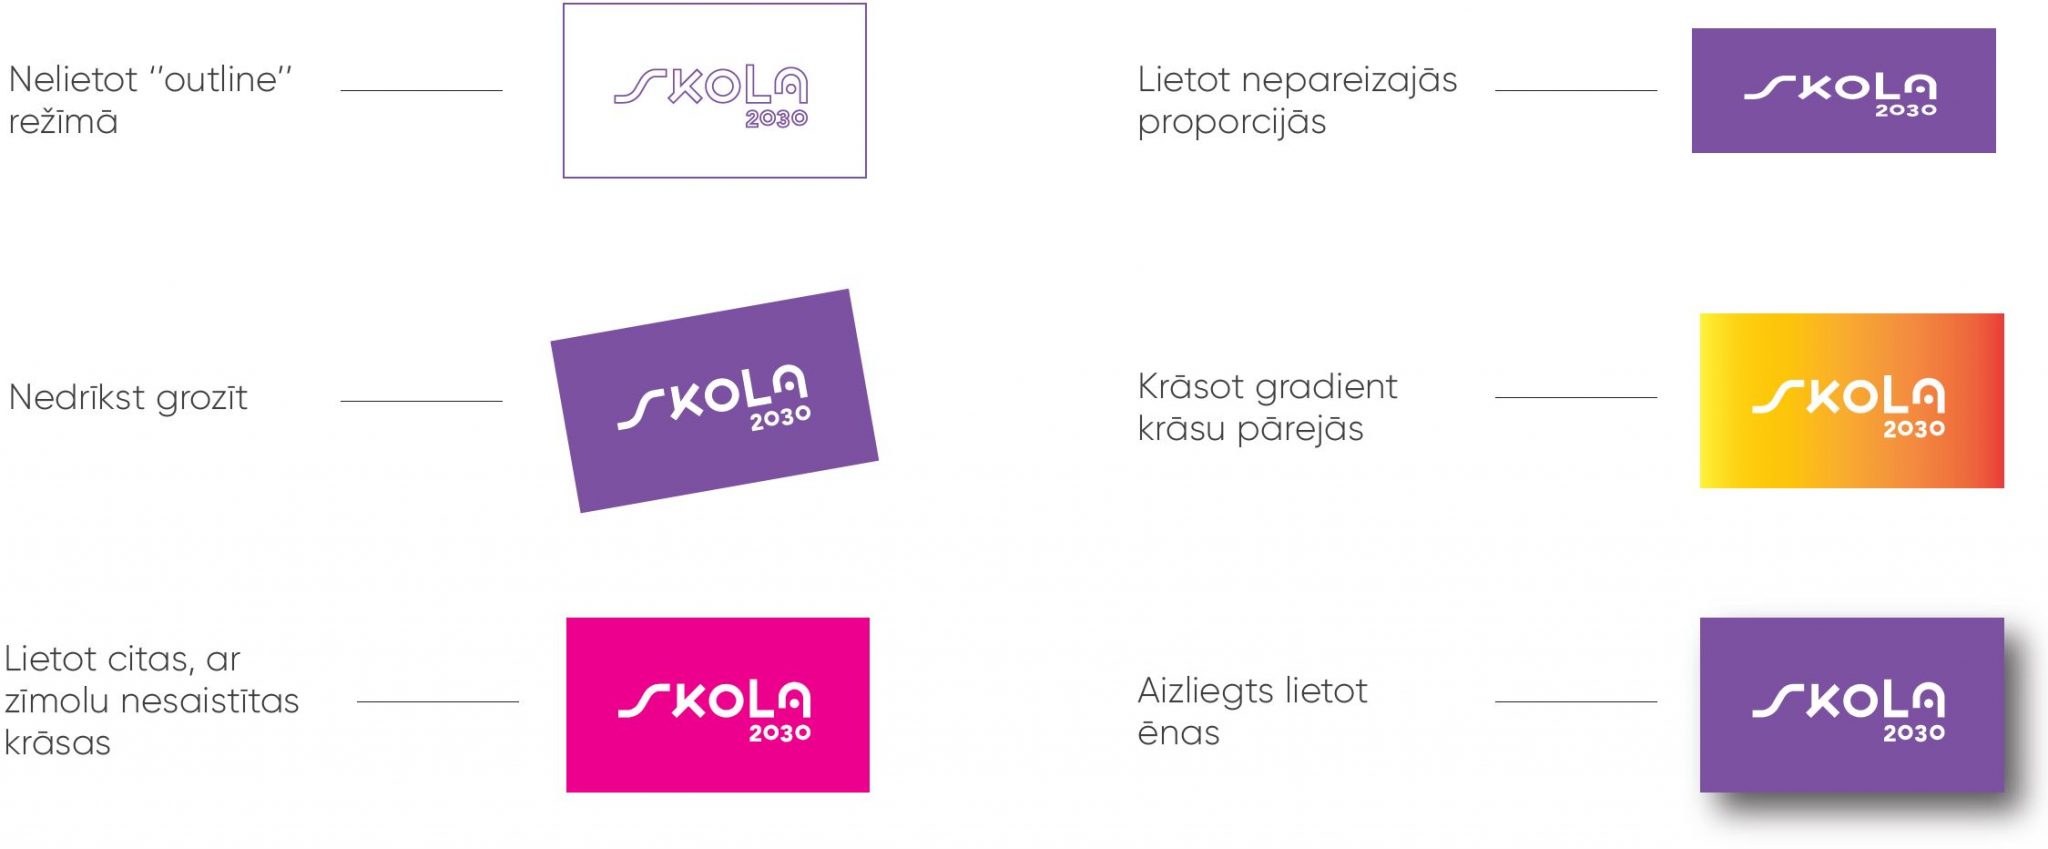 Nelietot ‘’outline’’
režīmā
SKOLA
2030
Lietot nepareizajās
proporcijās
SKOLA
2030
Nedrīkst grozīt
SKOLA
2030
Krāsot gradient
krāsu pārejās
SKOLA
2030
Lietot citas, ar
zīmolu nesaistītas
krāsas
SKOLA
2030
Aizliegts lietot
ēnas
SKOLA
2030